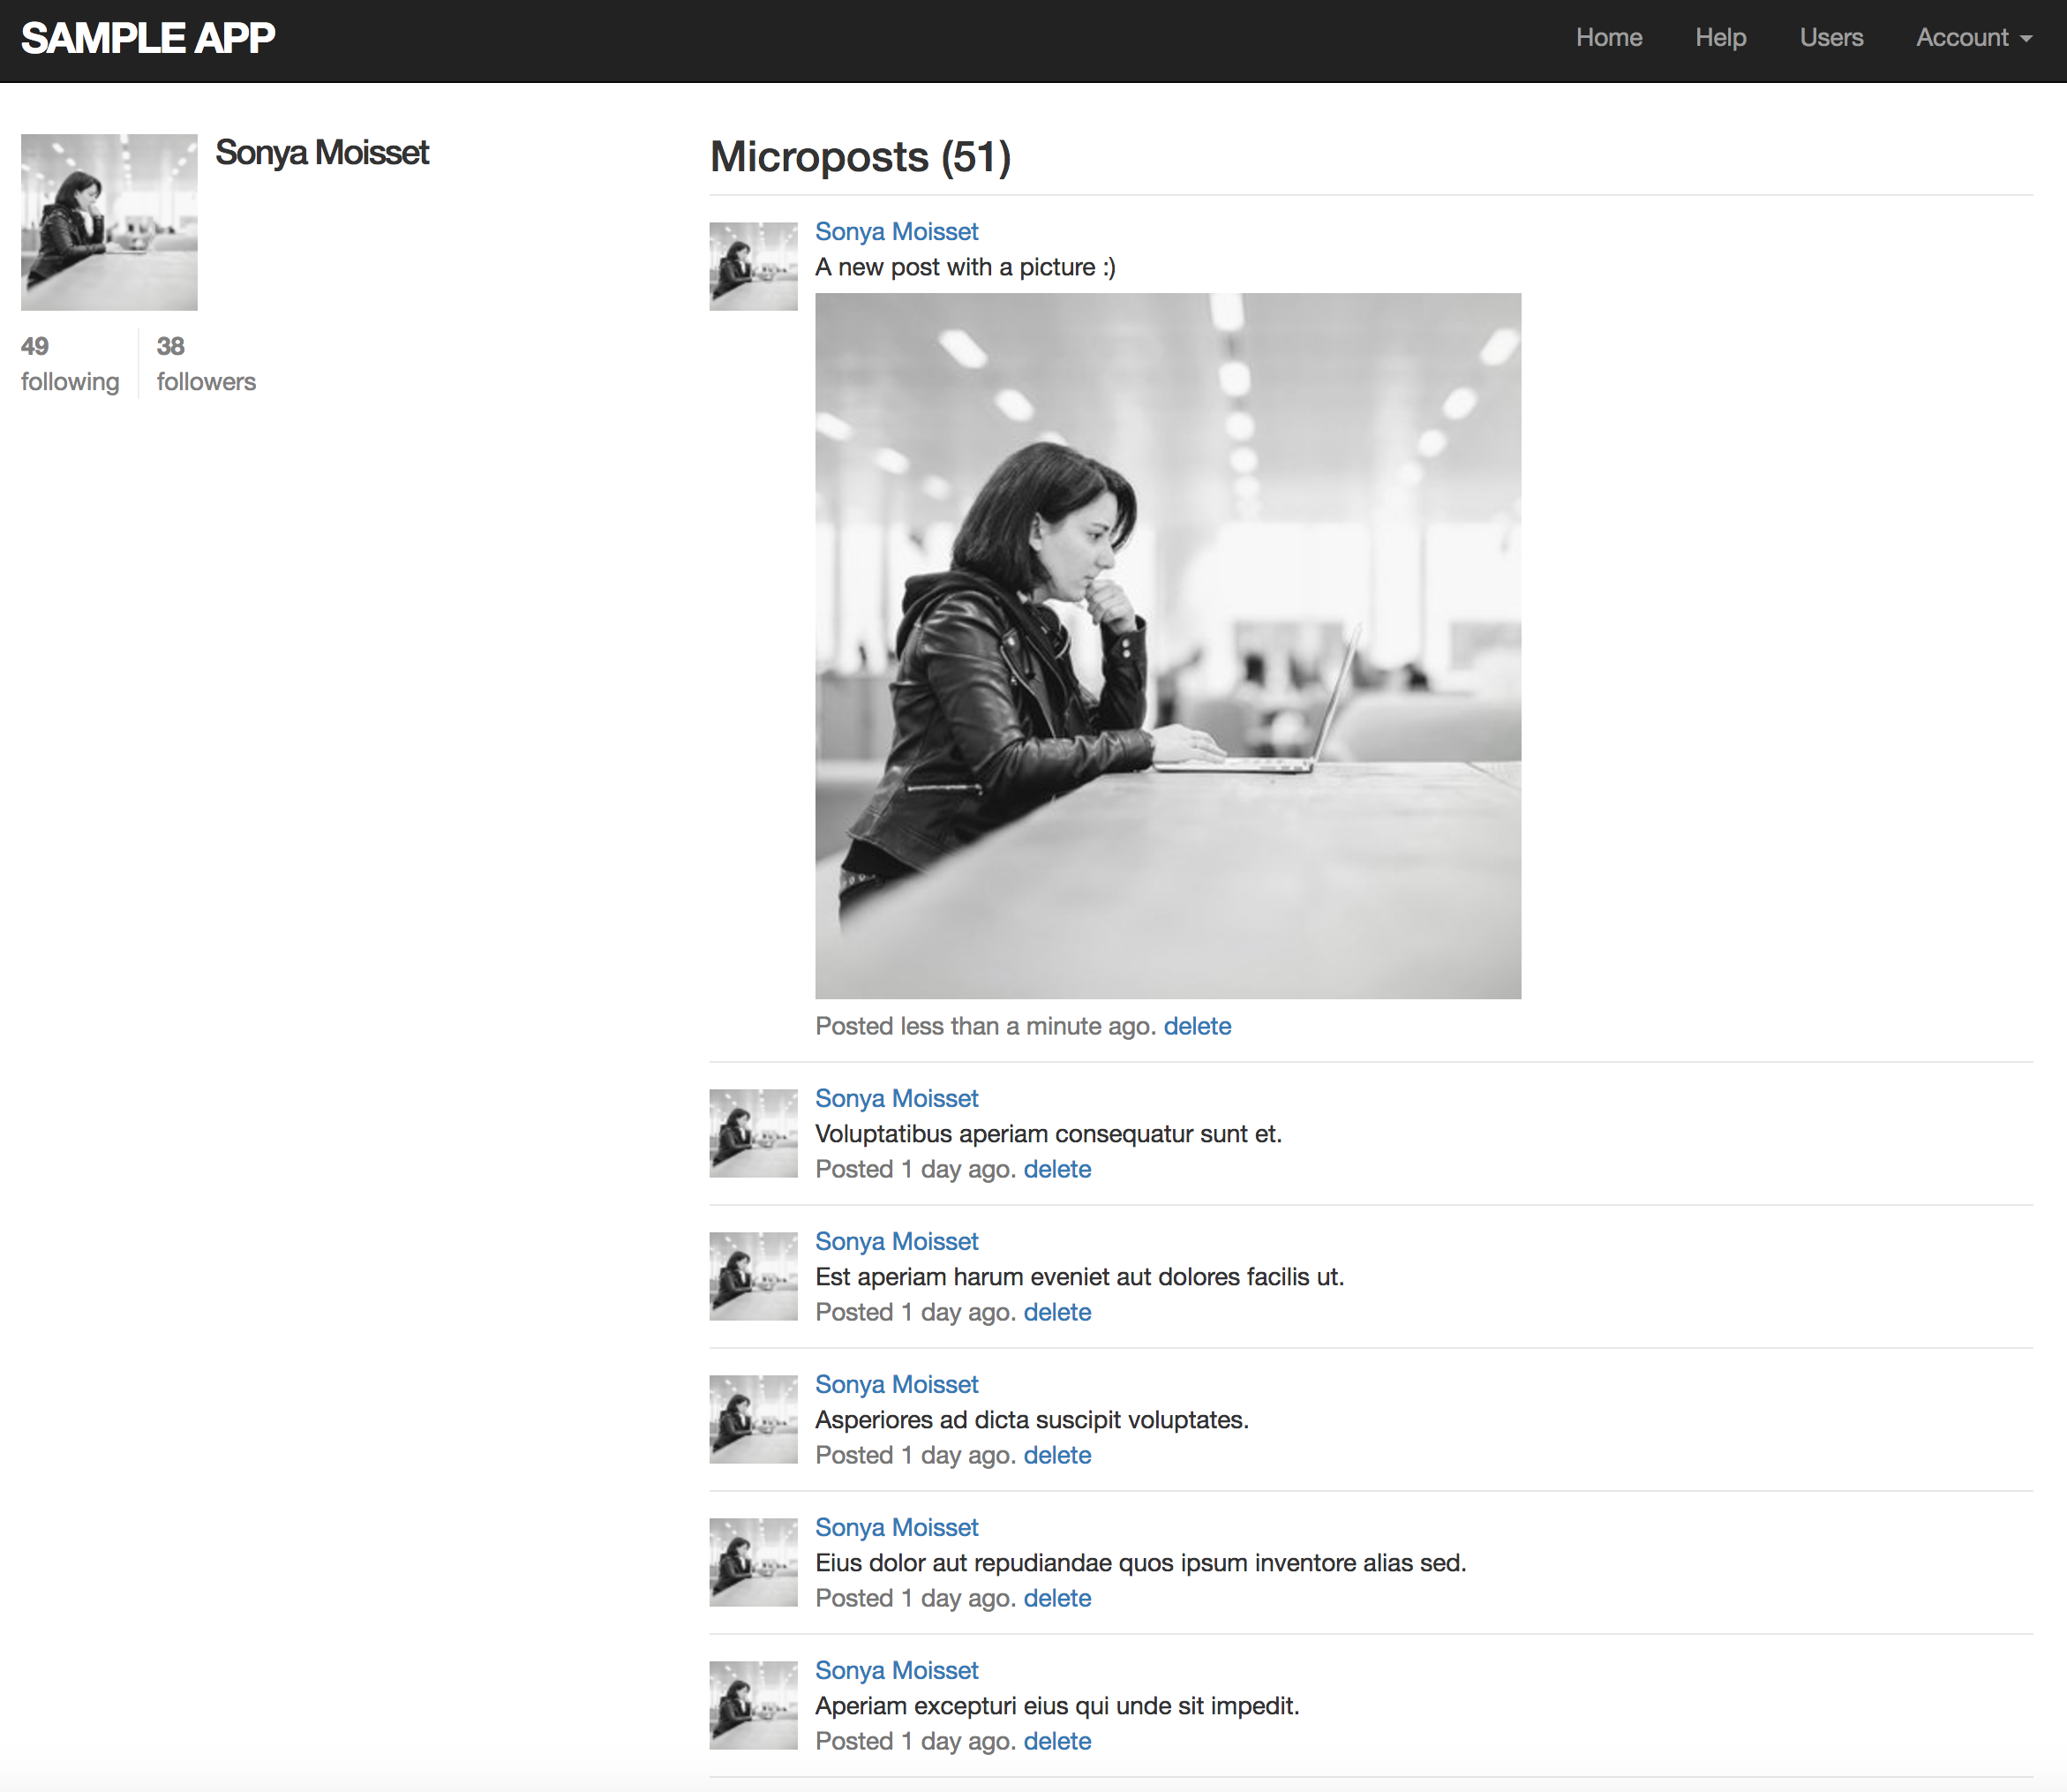 SAMPLE APP
Home Help Users Account
Sonya Moisset
49 following
38 followers
Microposts (51)
Sonya Moisset
A new post with a picture :)
Posted less than a minute ago. delete
Sonya Moisset
Voluptatibus aperiam consequatur sunt et.
Posted 1 day ago. delete
Sonya Moisset
Est aperiam harum eveniet aut dolores facilis ut.
Posted 1 day ago. delete
Sonya Moisset
Asperiores ad dicta suscipit voluptates.
Posted 1 day ago. delete
Sonya Moisset
Eius dolor aut repudiandae quos ipsum inventore alias sed.
Posted 1 day ago. delete
Sonya Moisset
Aperiam excepturi eius qui unde sit impedit.
Posted 1 day ago. delete